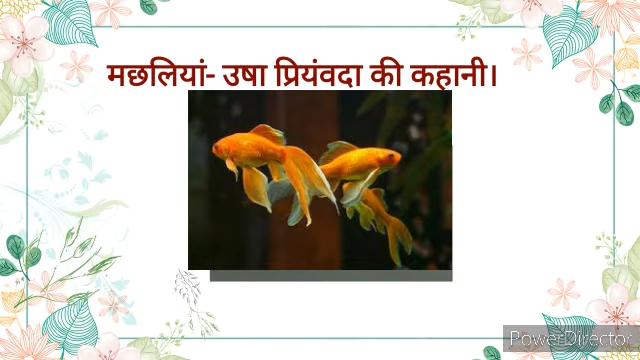 मछलियां- उषा प्रियंवदा की कहानी।
PowerDirector